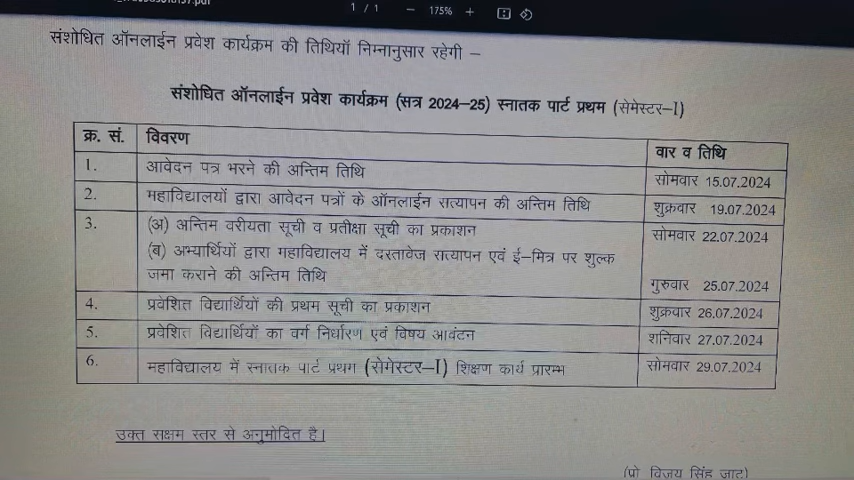 1 / 1 175%
संशोधित ऑनलाईन प्रवेश कार्यक्रम की तिथियॉ निम्नानुसार रहेगी –
संशोधित ऑनलाईन प्रवेश कार्यक्रम (सत्र 2024–25) स्नातक पार्ट प्रथम (सेमेस्टर–I)
क्र. सं. विवरण वार व तिथि
1. आवेदन पत्र भरने की अन्तिम तिथि सोमवार 15.07.2024
2. महाविद्यालयों द्वारा आवेदन पत्रों के ऑनलाईन सत्यापन की अन्तिम तिथि शुक्रवार 19.07.2024
3. (अ) अन्तिम वरीयता सूची व प्रतीक्षा सूची का प्रकाशन सोमवार 22.07.2024
(ब) अभ्यार्थियों द्वारा महाविद्यालय में दस्तावेज सत्यापन एवं ई–मित्र पर शुल्क
जमा कराने की अन्तिम तिथि गुरुवार 25.07.2024
4. प्रवेशित विद्यार्थियों की प्रथम सूची का प्रकाशन शुक्रवार 26.07.2024
5. प्रवेशित विद्यार्थियों का वर्ग निर्धारण एवं विषय आवंटन शनिवार 27.07.2024
6. महाविद्यालय में स्नातक पार्ट प्रथम (सेमेस्टर–I) शिक्षण कार्य प्रारम्भ सोमवार 29.07.2024
उक्त सक्षम स्तर से अनुमोदित है।
(प्रो विजय सिंह जाट)